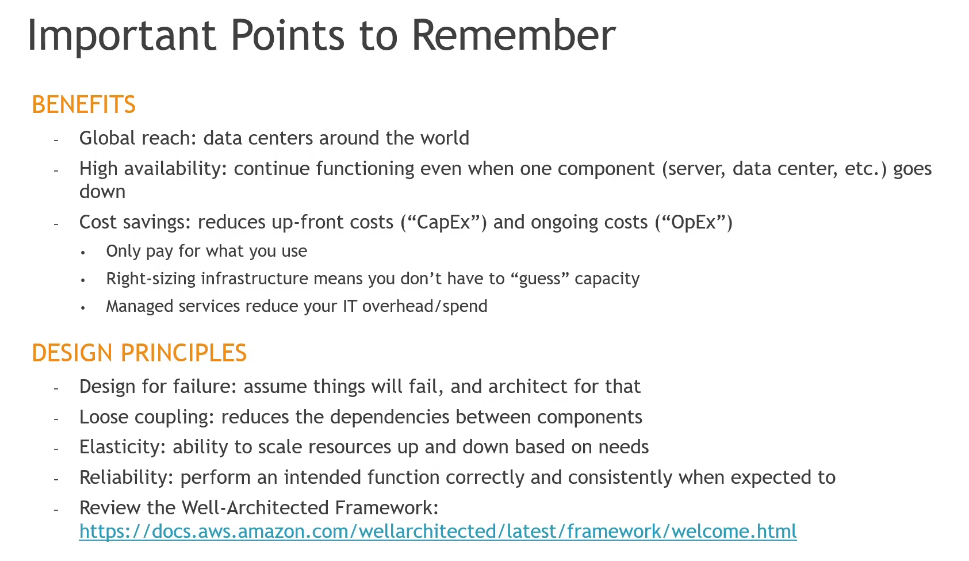 Important Points to Remember
BENEFITS
- Global reach: data centers around the world
- High availability: continue functioning even when one component (server, data center, etc.) goes
down
- Cost savings: reduces up-front costs (“CapEx”) and ongoing costs (“OpEx”)
• Only pay for what you use
• Right-sizing infrastructure means you don’t have to “guess” capacity
• Managed services reduce your IT overhead/spend
DESIGN PRINCIPLES
- Design for failure: assume things will fail, and architect for that
- Loose coupling: reduces the dependencies between components
- Elasticity: ability to scale resources up and down based on needs
- Reliability: perform an intended function correctly and consistently when expected to
- Review the Well-Architected Framework:
https://docs.aws.amazon.com/wellarchitected/latest/framework/welcome.html